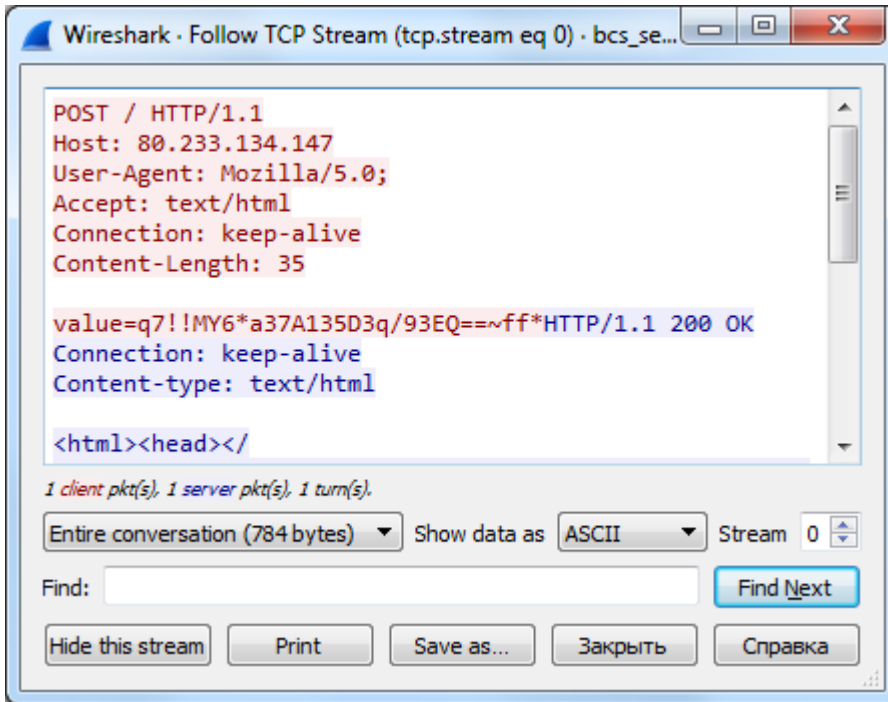 Wireshark · Follow TCP Stream (tcp.stream eq 0) · bcs_se...
POST / HTTP/1.1
Host: 80.233.134.147
User-Agent: Mozilla/5.0;
Accept: text/html
Connection: keep-alive
Content-Length: 35
value=q7!!MY6*a37A135D3q/93EQ==~ff*HTTP/1.1 200 OK
Connection: keep-alive
Content-type: text/html
<html><head></
1 client pkt(s), 1 server pkt(s), 1 turn(s).
Entire conversation (784 bytes) Show data as ASCII Stream 0
Find: Find Next
Hide this stream Print Save as... Закрыть Справка